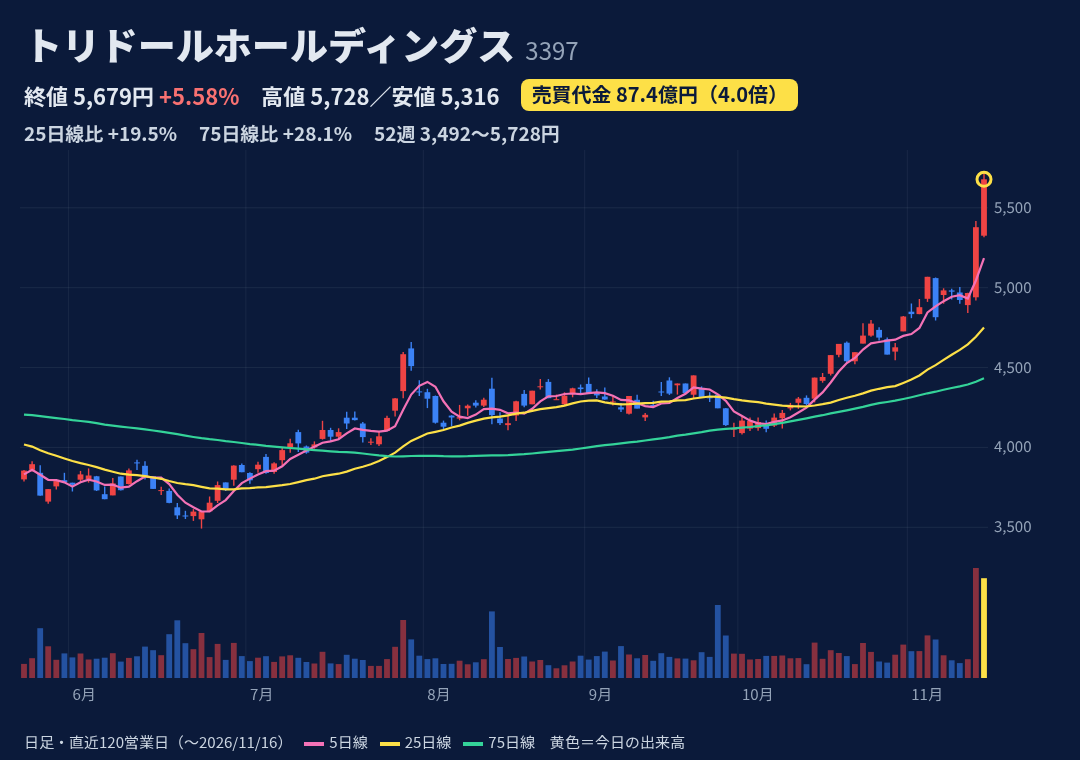 トリドールホールディングス 3397
終値 5,679円 +5.58% 高値 5,728／安値 5,316 売買代金 87.4億円（4.0倍）
25日線比 +19.5% 75日線比 +28.1% 52週 3,492〜5,728円
5,500
5,000
4,500
4,000
3,500
6月 7月 8月 9月 10月 11月
日足・直近120営業日（〜2026/11/16） 5日線 25日線 75日線 黄色＝今日の出来高